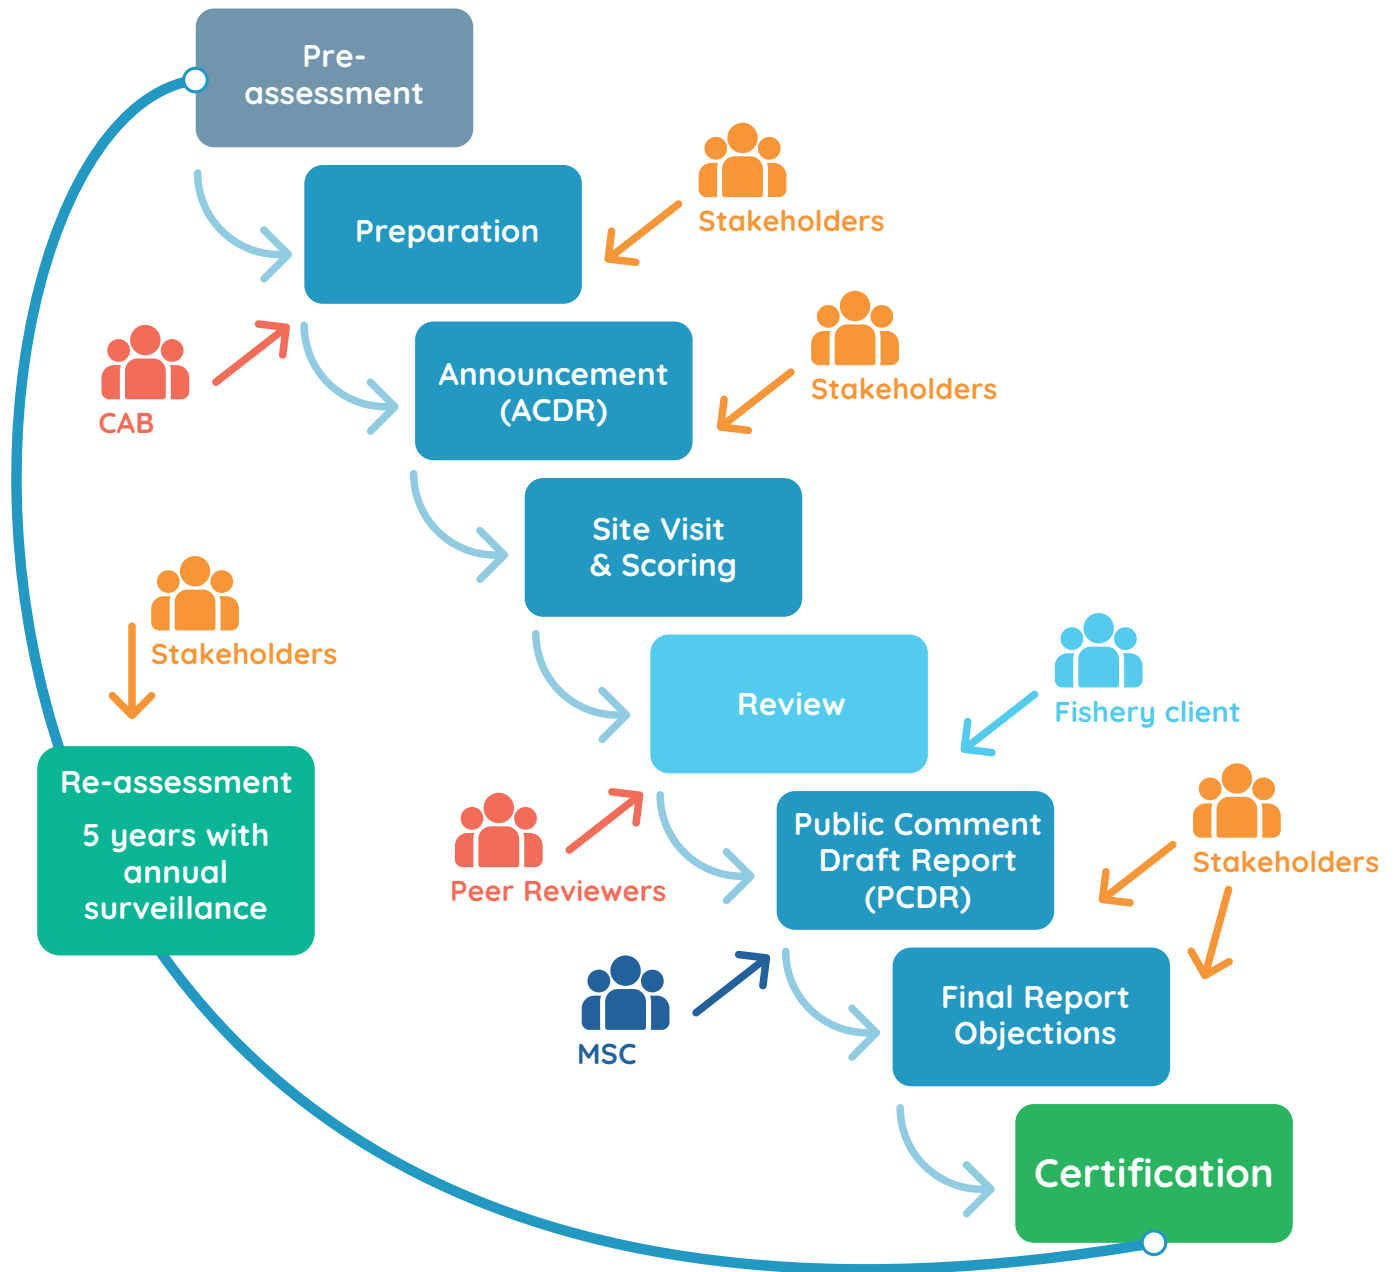 Pre-
assessment
Preparation
Stakeholders
Announcement
(ACDR)
Stakeholders
CAB
Site Visit
& Scoring
Stakeholders
Review
Fishery client
Re-assessment
5 years with
annual
surveillance
Peer Reviewers
Public Comment
Draft Report
(PCDR)
Stakeholders
MSC
Final Report
Objections
Certification